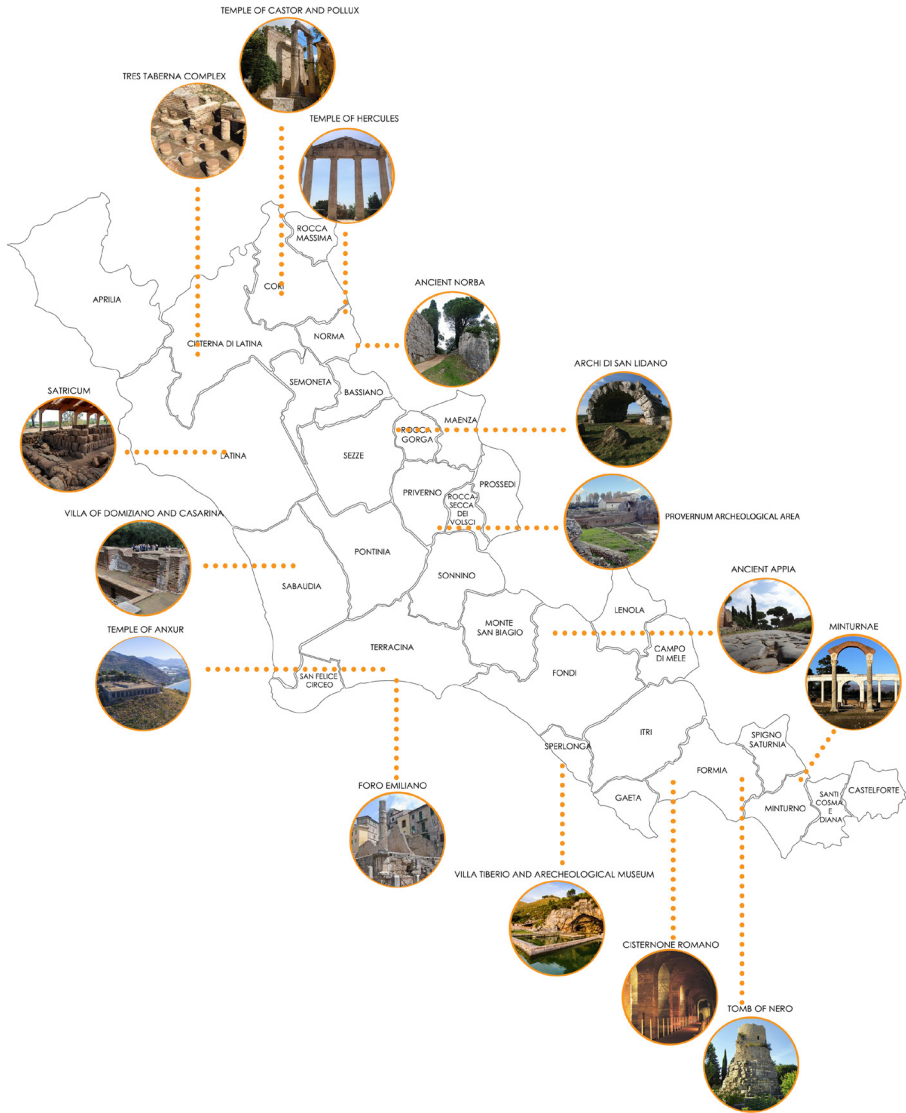 TEMPLE OF CASTOR AND POLLUX
TRES TABERNA COMPLEX
TEMPLE OF HERCULES
ROCCA
MASSIMA
ANCIENT NORBA
CORI
APRILIA
NORMA
CISTERNA DI LATINA
ARCHI DI SAN LIDANO
SEMONETA
BASSIANO
SATRICUM
MAENZA
ROCCA
GORGA
LATINA
SEZZE
PROSSEDI
PRIVERNO
ROCCA-
SECCA
DEI
VOLSCI
VILLA OF DOMIZIANO AND CASARINA
PROVERNUM ARCHEOLOGICAL AREA
PONTINIA
ANCIENT APPIA
SONNINO
SABAUDIA
LENOLA
TEMPLE OF ANXUR
MONTE
SAN BIAGIO
MINTURNAE
TERRACINA
CAMPO
DI MELE
SAN FELICE
CIRCEO
FONDI
ITRI
SPIGNO
SATURNIA
SPERLONGA
FORMIA
FORO EMILIANO
GAETA
MINTURNO
SANTI
COSMA
E
DIANA
CASTELFORTE
VILLA TIBERIO AND ARECHEOLOGICAL MUSEUM
CISTERNONE ROMANO
TOMB OF NERO